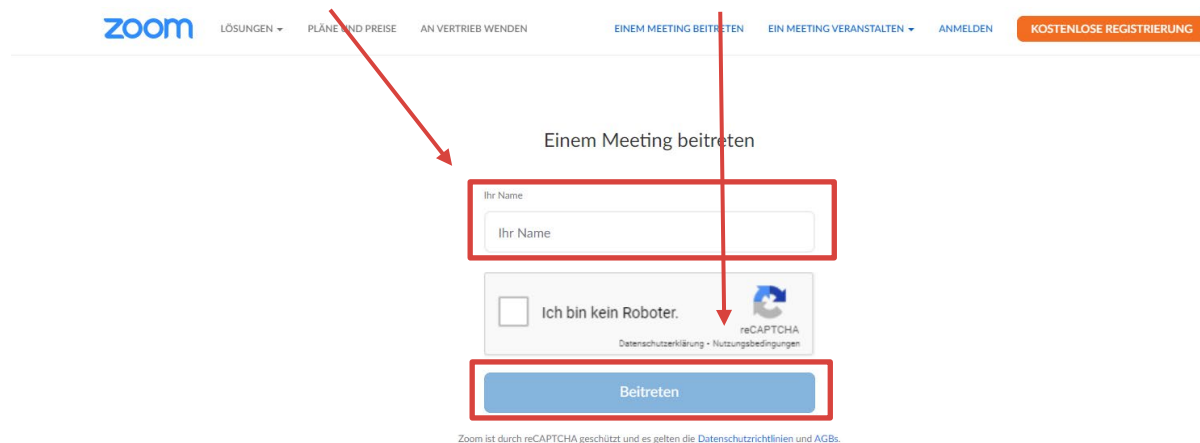 zoom LÖSUNGEN PLÄNE UND PREISE AN VERTRIEB WENDEN EINEM MEETING BEITRETEN EIN MEETING VERANSTALTEN ANMELDEN KOSTENLOSE REGISTRIERUNG
Einem Meeting beitreten
Ihr Name
Ihr Name
Ich bin kein Roboter.
reCAPTCHA
Datenschutzerklärung • Nutzungsbedingungen
Beitreten
Zoom ist durch reCAPTCHA geschützt und es gelten die Datenschutzrichtlinien und AGBs.